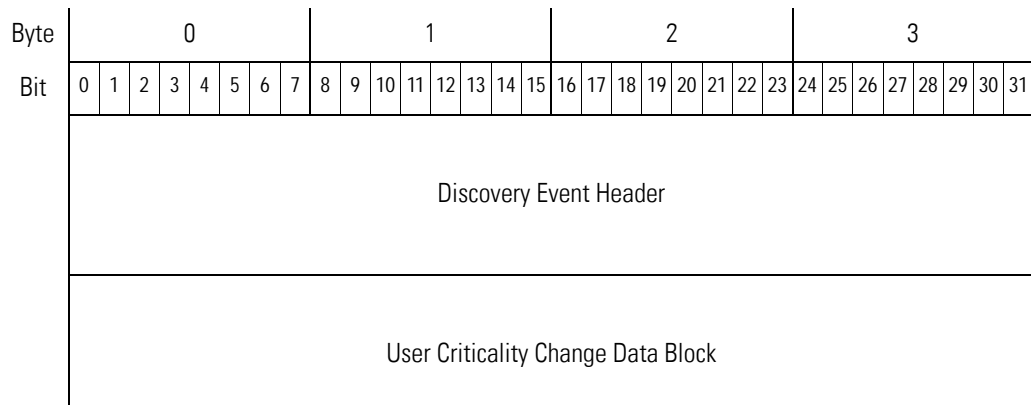 Byte 0 1 2 3
Bit 0 1 2 3 4 5 6 7 8 9 10 11 12 13 14 15 16 17 18 19 20 21 22 23 24 25 26 27 28 29 30 31
Discovery Event Header
User Criticality Change Data Block